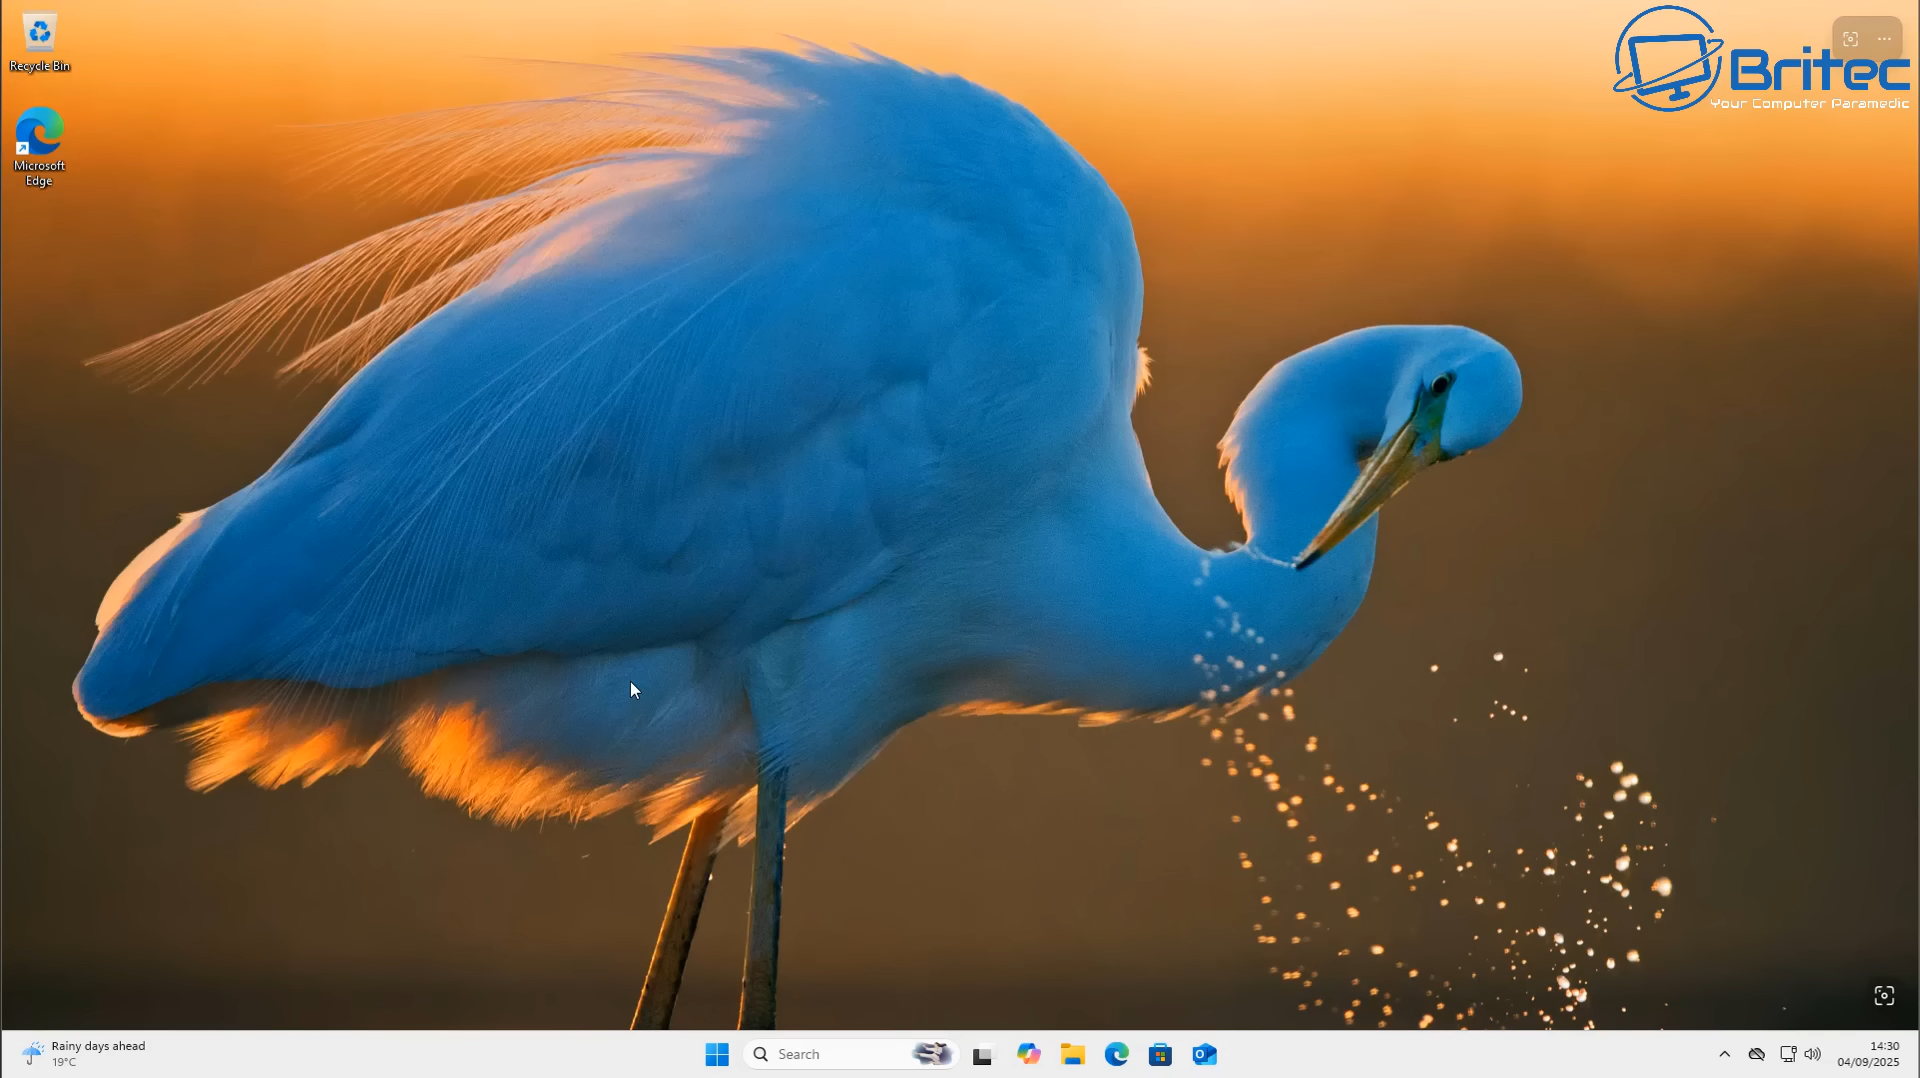 Recycle Bin
Microsoft
Edge
Britec
Your Computer Paramedic
Rainy days ahead
19°C
Search
14:30
04/09/2025